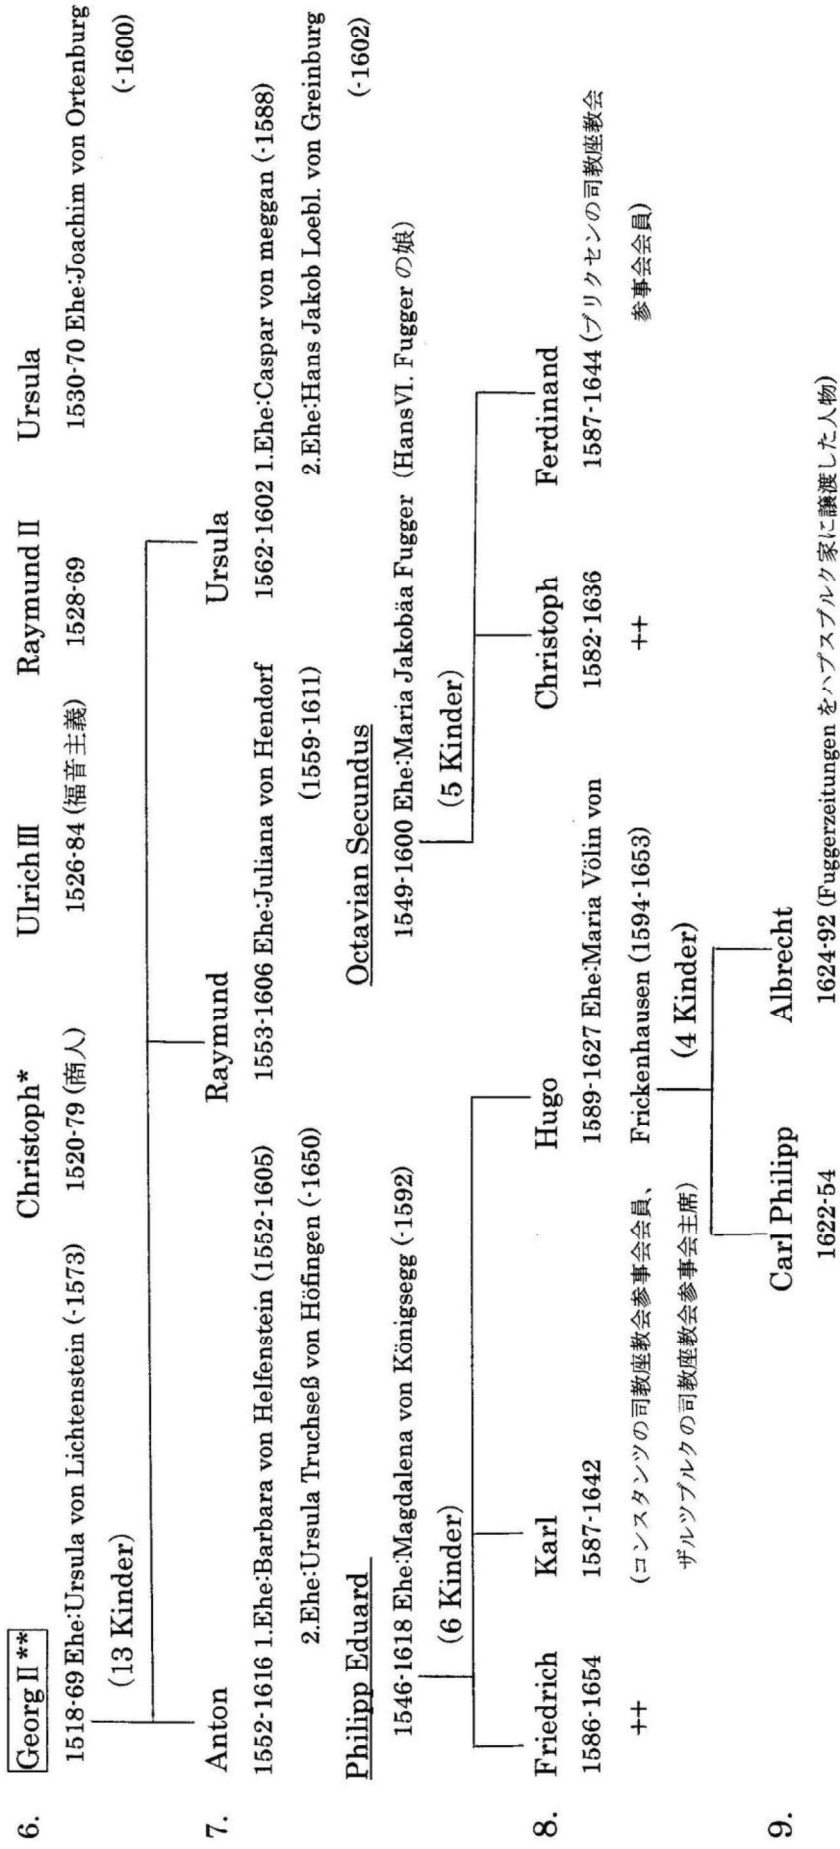 6.
Georg II **
Christoph*
Ulrich Ⅲ
Raymund II
Ursula
1518-69 Ehe:Ursula von Lichtenstein (-1573)
1520-79 (商人)
1526-84 (福音主義)
1528-69
1530-70 Ehe:Joachim von Ortenburg
(-1600)
(13 Kinder)
7.
Anton
Raymund
Ursula
1552-1616 1.Ehe:Barbara von Helfenstein (1552-1605)
1553-1606 Ehe:Juliana von Hendorf
1562-1602 1.Ehe:Caspar von meggan (-1588)
2.Ehe:Ursula Truchseß von Höfingen (-1650)
(1559-1611)
2.Ehe:Hans Jakob Loebl. von Greinburg
(-1602)
Philipp Eduard
Octavian Secundus
1546-1618 Ehe:Magdalena von Königsegg (-1592)
1549-1600 Ehe:Maria Jakobäa Fugger (HansVI. Fugger の娘)
(6 Kinder)
(5 Kinder)
8.
Friedrich
Karl
Hugo
Christoph
Ferdinand
1586-1654
1587-1642
1589-1627 Ehe:Maria Völin von
1582-1636
1587-1644 (ブリクセンの司教座教会
++
(コンスタンツの司教座教会参事会会員、
Frickenhausen (1594-1653)
++
参事会会員)
ザルツブルクの司教座教会参事会主席)
(4 Kinder)
9.
Carl Philipp
Albrecht
1622-54
1624-92 (Fuggerzeitungen をハプスブルク家に譲渡した人物)